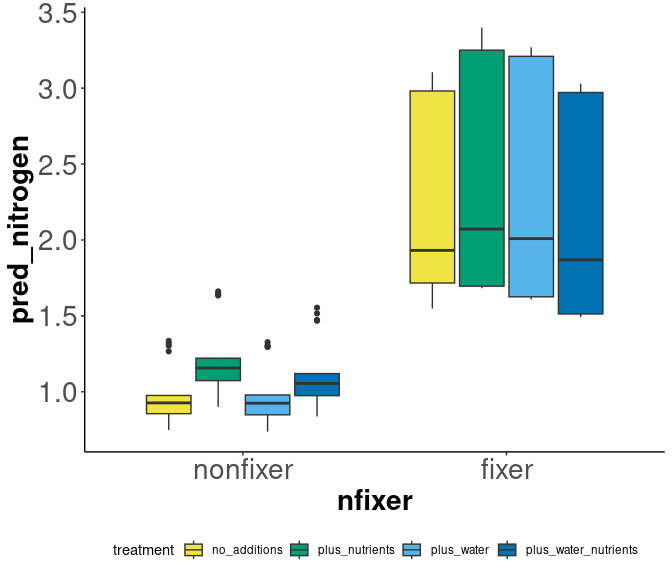 pred_nitrogen
3.5
3.0
2.5
2.0
1.5
1.0
nonfixer fixer
nfixer
treatment no_additions plus_nutrients plus_water plus_water_nutrients